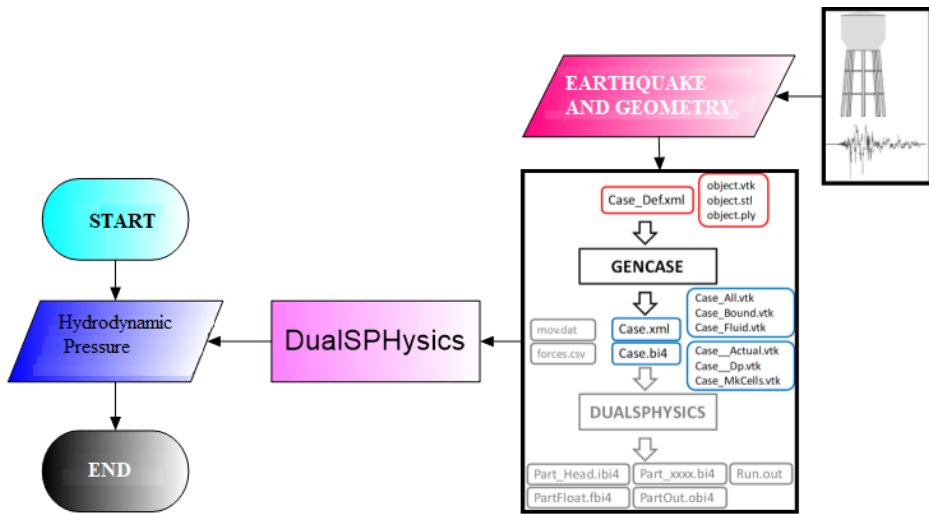 EARTHQUAKE
AND GEOMETRY
START
Hydrodynamic
Pressure
END
DualSPHysics
Case_Def.xml
object.vtk
object.stl
object.ply
GENCASE
mov.dat
forces.csv
Case.xml
Case.bi4
Case_All.vtk
Case_Bound.vtk
Case_Fluid.vtk
Case__Actual.vtk
Case__Dp.vtk
Case_MkCells.vtk
DUALSPHYSICS
Part_Head.ibi4
Part_xxxx.bi4
Run.out
PartFloat.fbi4
PartOut.obi4